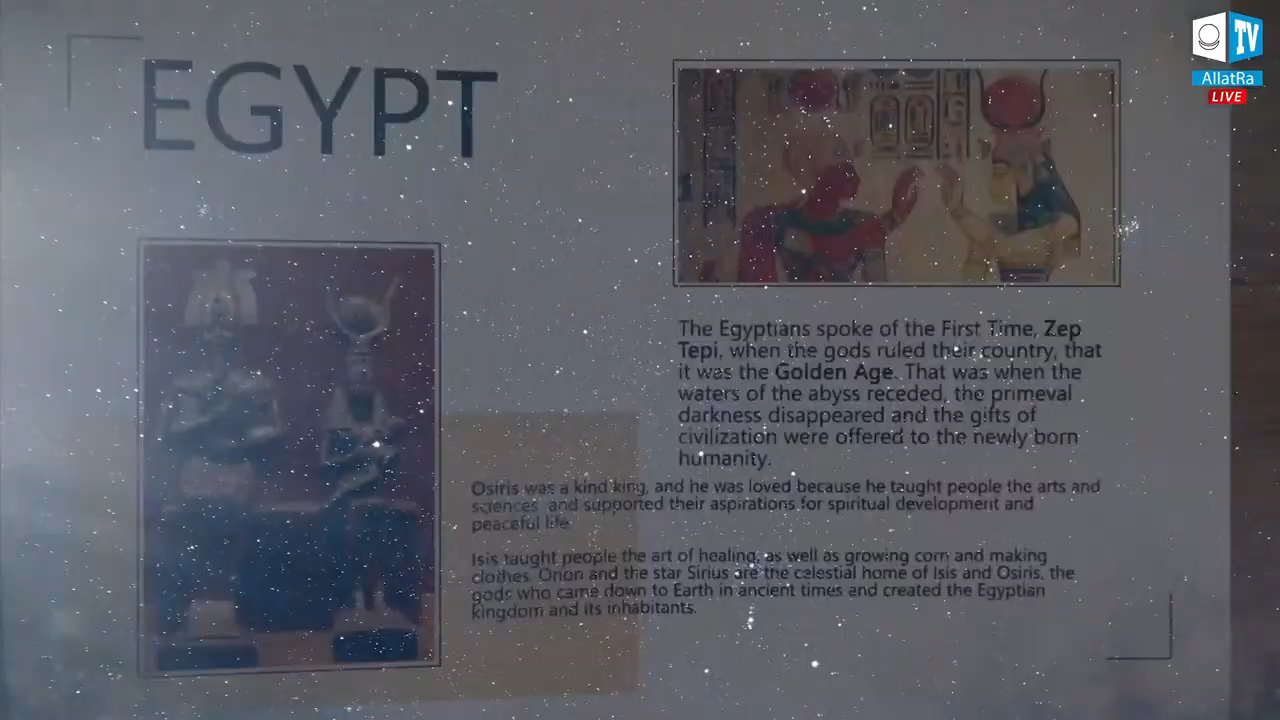 EGYPT
TV
AllatRa
LIVE
The Egyptians spoke of the First Time, Zep
Tepi, when the gods ruled their country, that
it was the Golden Age. That was when the
waters of the abyss receded, the primeval
darkness disappeared and the gifts of
civilization were offered to the newly born
humanity.
Osiris was a kind king, and he was loved because he taught people the arts and
sciences and supported their aspirations for spiritual development and
peaceful life.
Isis taught people the art of healing, as well as growing corn and making
clothes. Orion and the star Sirius are the celestial home of Isis and Osiris, the
gods who came down to Earth in ancient times and created the Egyptian
kingdom and its inhabitants.